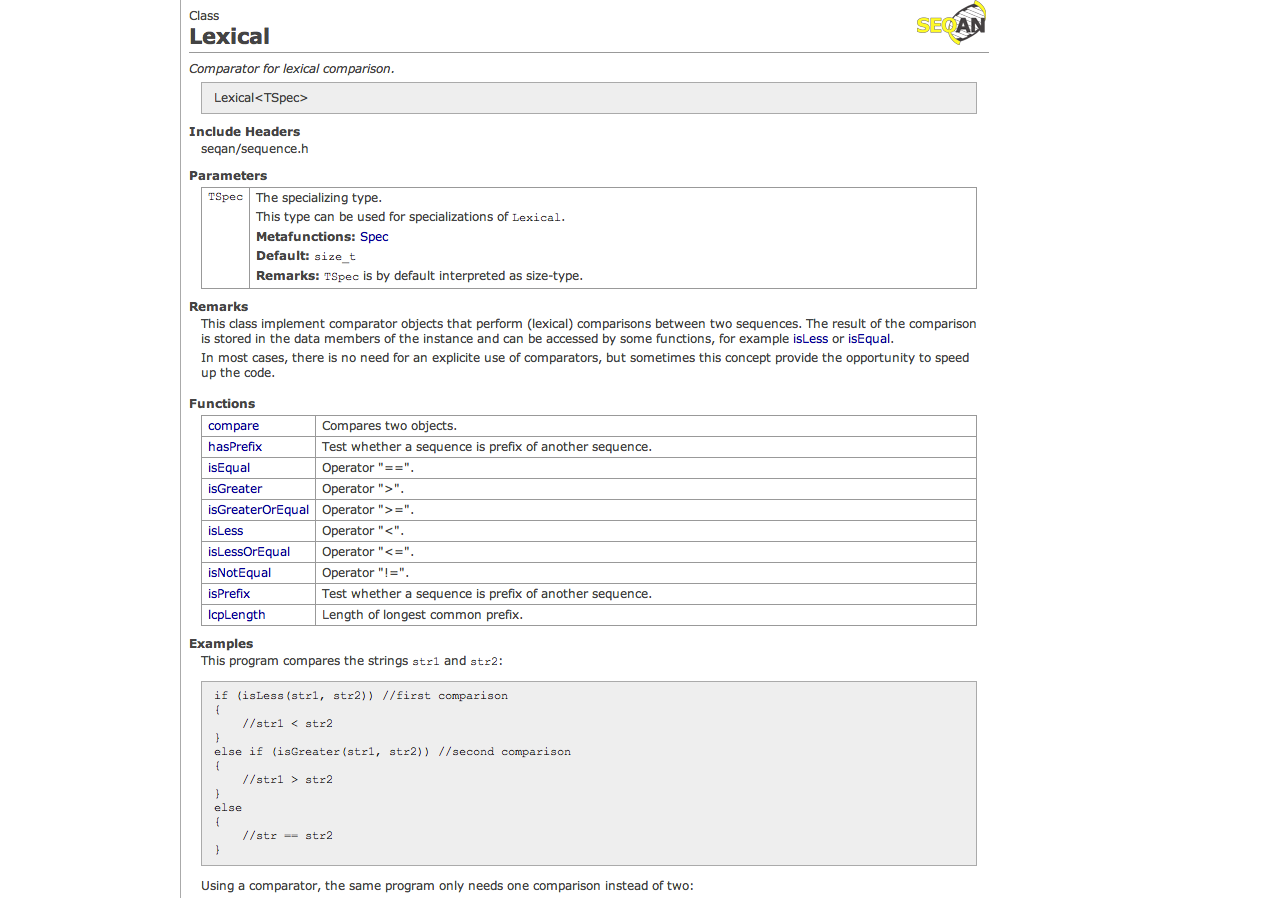 Class
SEQAN
Lexical
Comparator for lexical comparison.
Lexical<TSpec>
Include Headers
seqan/sequence.h
Parameters
TSpec The specializing type.
This type can be used for specializations of Lexical.
Metafunctions: Spec
Default: size_t
Remarks: TSpec is by default interpreted as size-type.
Remarks
This class implement comparator objects that perform (lexical) comparisons between two sequences. The result of the comparison
is stored in the data members of the instance and can be accessed by some functions, for example isLess or isEqual.
In most cases, there is no need for an explicite use of comparators, but sometimes this concept provide the opportunity to speed
up the code.
Functions
compare Compares two objects.
hasPrefix Test whether a sequence is prefix of another sequence.
isEqual Operator "==".
isGreater Operator ">".
isGreaterOrEqual Operator ">=".
isLess Operator "<".
isLessOrEqual Operator "<=".
isNotEqual Operator "!=".
isPrefix Test whether a sequence is prefix of another sequence.
lcpLength Length of longest common prefix.
Examples
This program compares the strings str1 and str2:
if (isLess(str1, str2)) //first comparison
{
    //str1 < str2
}
else if (isGreater(str1, str2)) //second comparison
{
    //str1 > str2
}
else
{
    //str == str2
}
Using a comparator, the same program only needs one comparison instead of two: